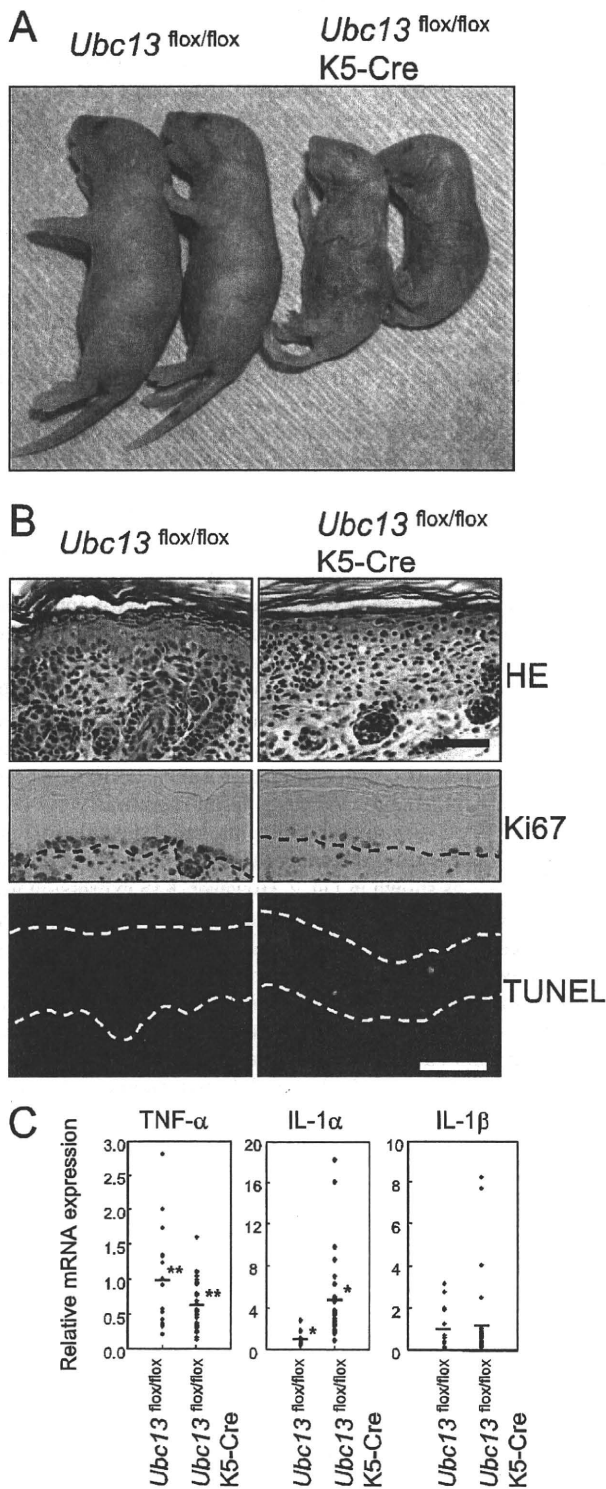 A
Ubc13 flox/flox
Ubc13 flox/flox
K5-Cre
B
Ubc13 flox/flox
Ubc13 flox/flox
K5-Cre
HE
Ki67
TUNEL
C
TNF-α
IL-1α
IL-1β
Relative mRNA expression
3.0
2.5
2.0
1.5
1.0
0.5
0.0
**
**
20
16
12
8
4
0
*
*
10
8
6
4
2
0
Ubc13 flox/flox
Ubc13 flox/flox
K5-Cre
Ubc13 flox/flox
Ubc13 flox/flox
K5-Cre
Ubc13 flox/flox
Ubc13 flox/flox
K5-Cre